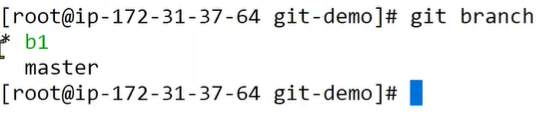 [root@ip-172-31-37-64 git-demo]# git branch
* b1
  master
[root@ip-172-31-37-64 git-demo]#